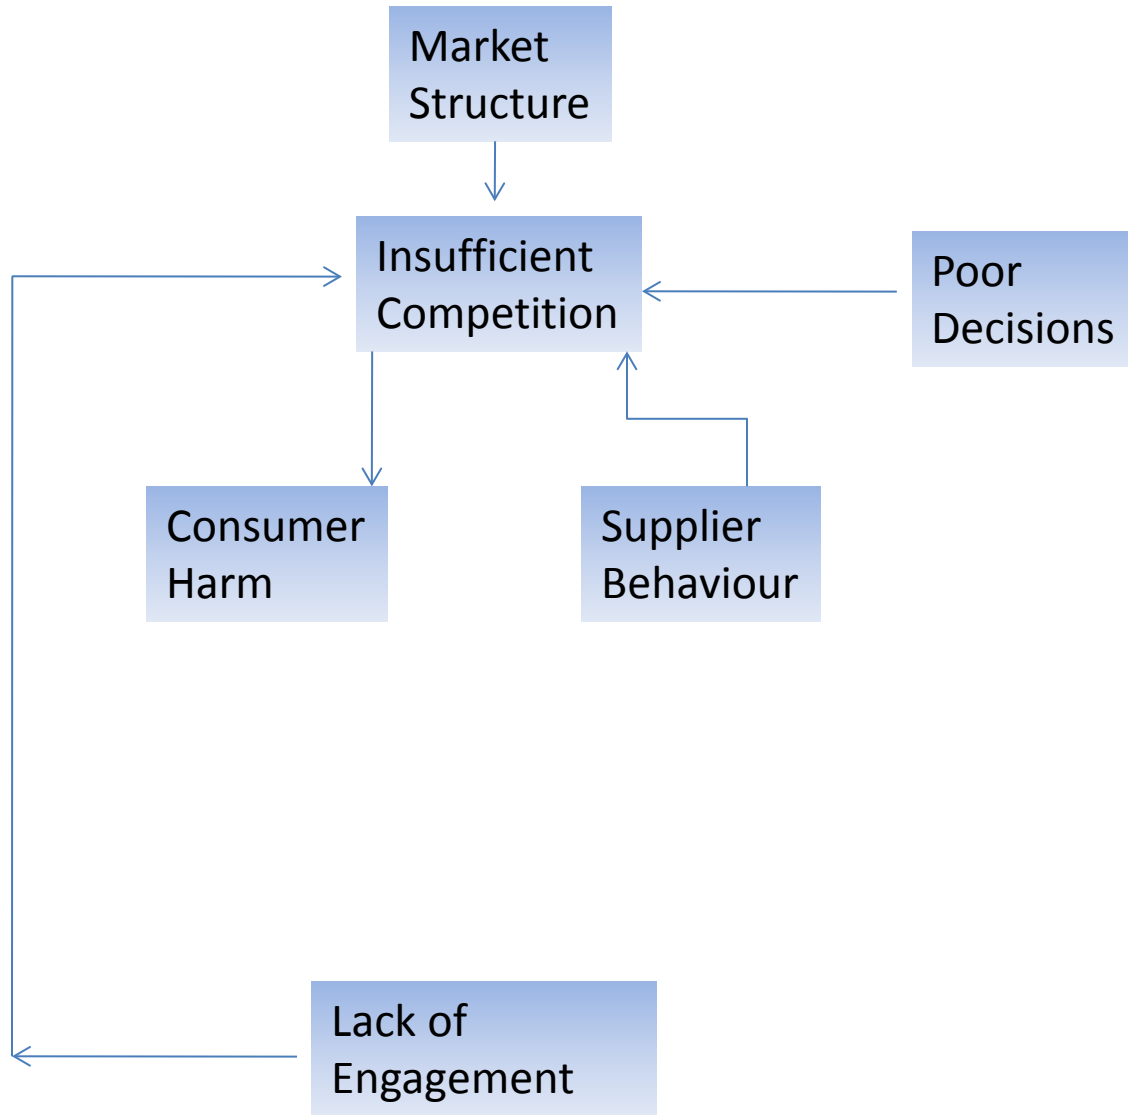 Market
Structure
Insufficient
Competition
Poor
Decisions
Consumer
Harm
Supplier
Behaviour
Lack of
Engagement